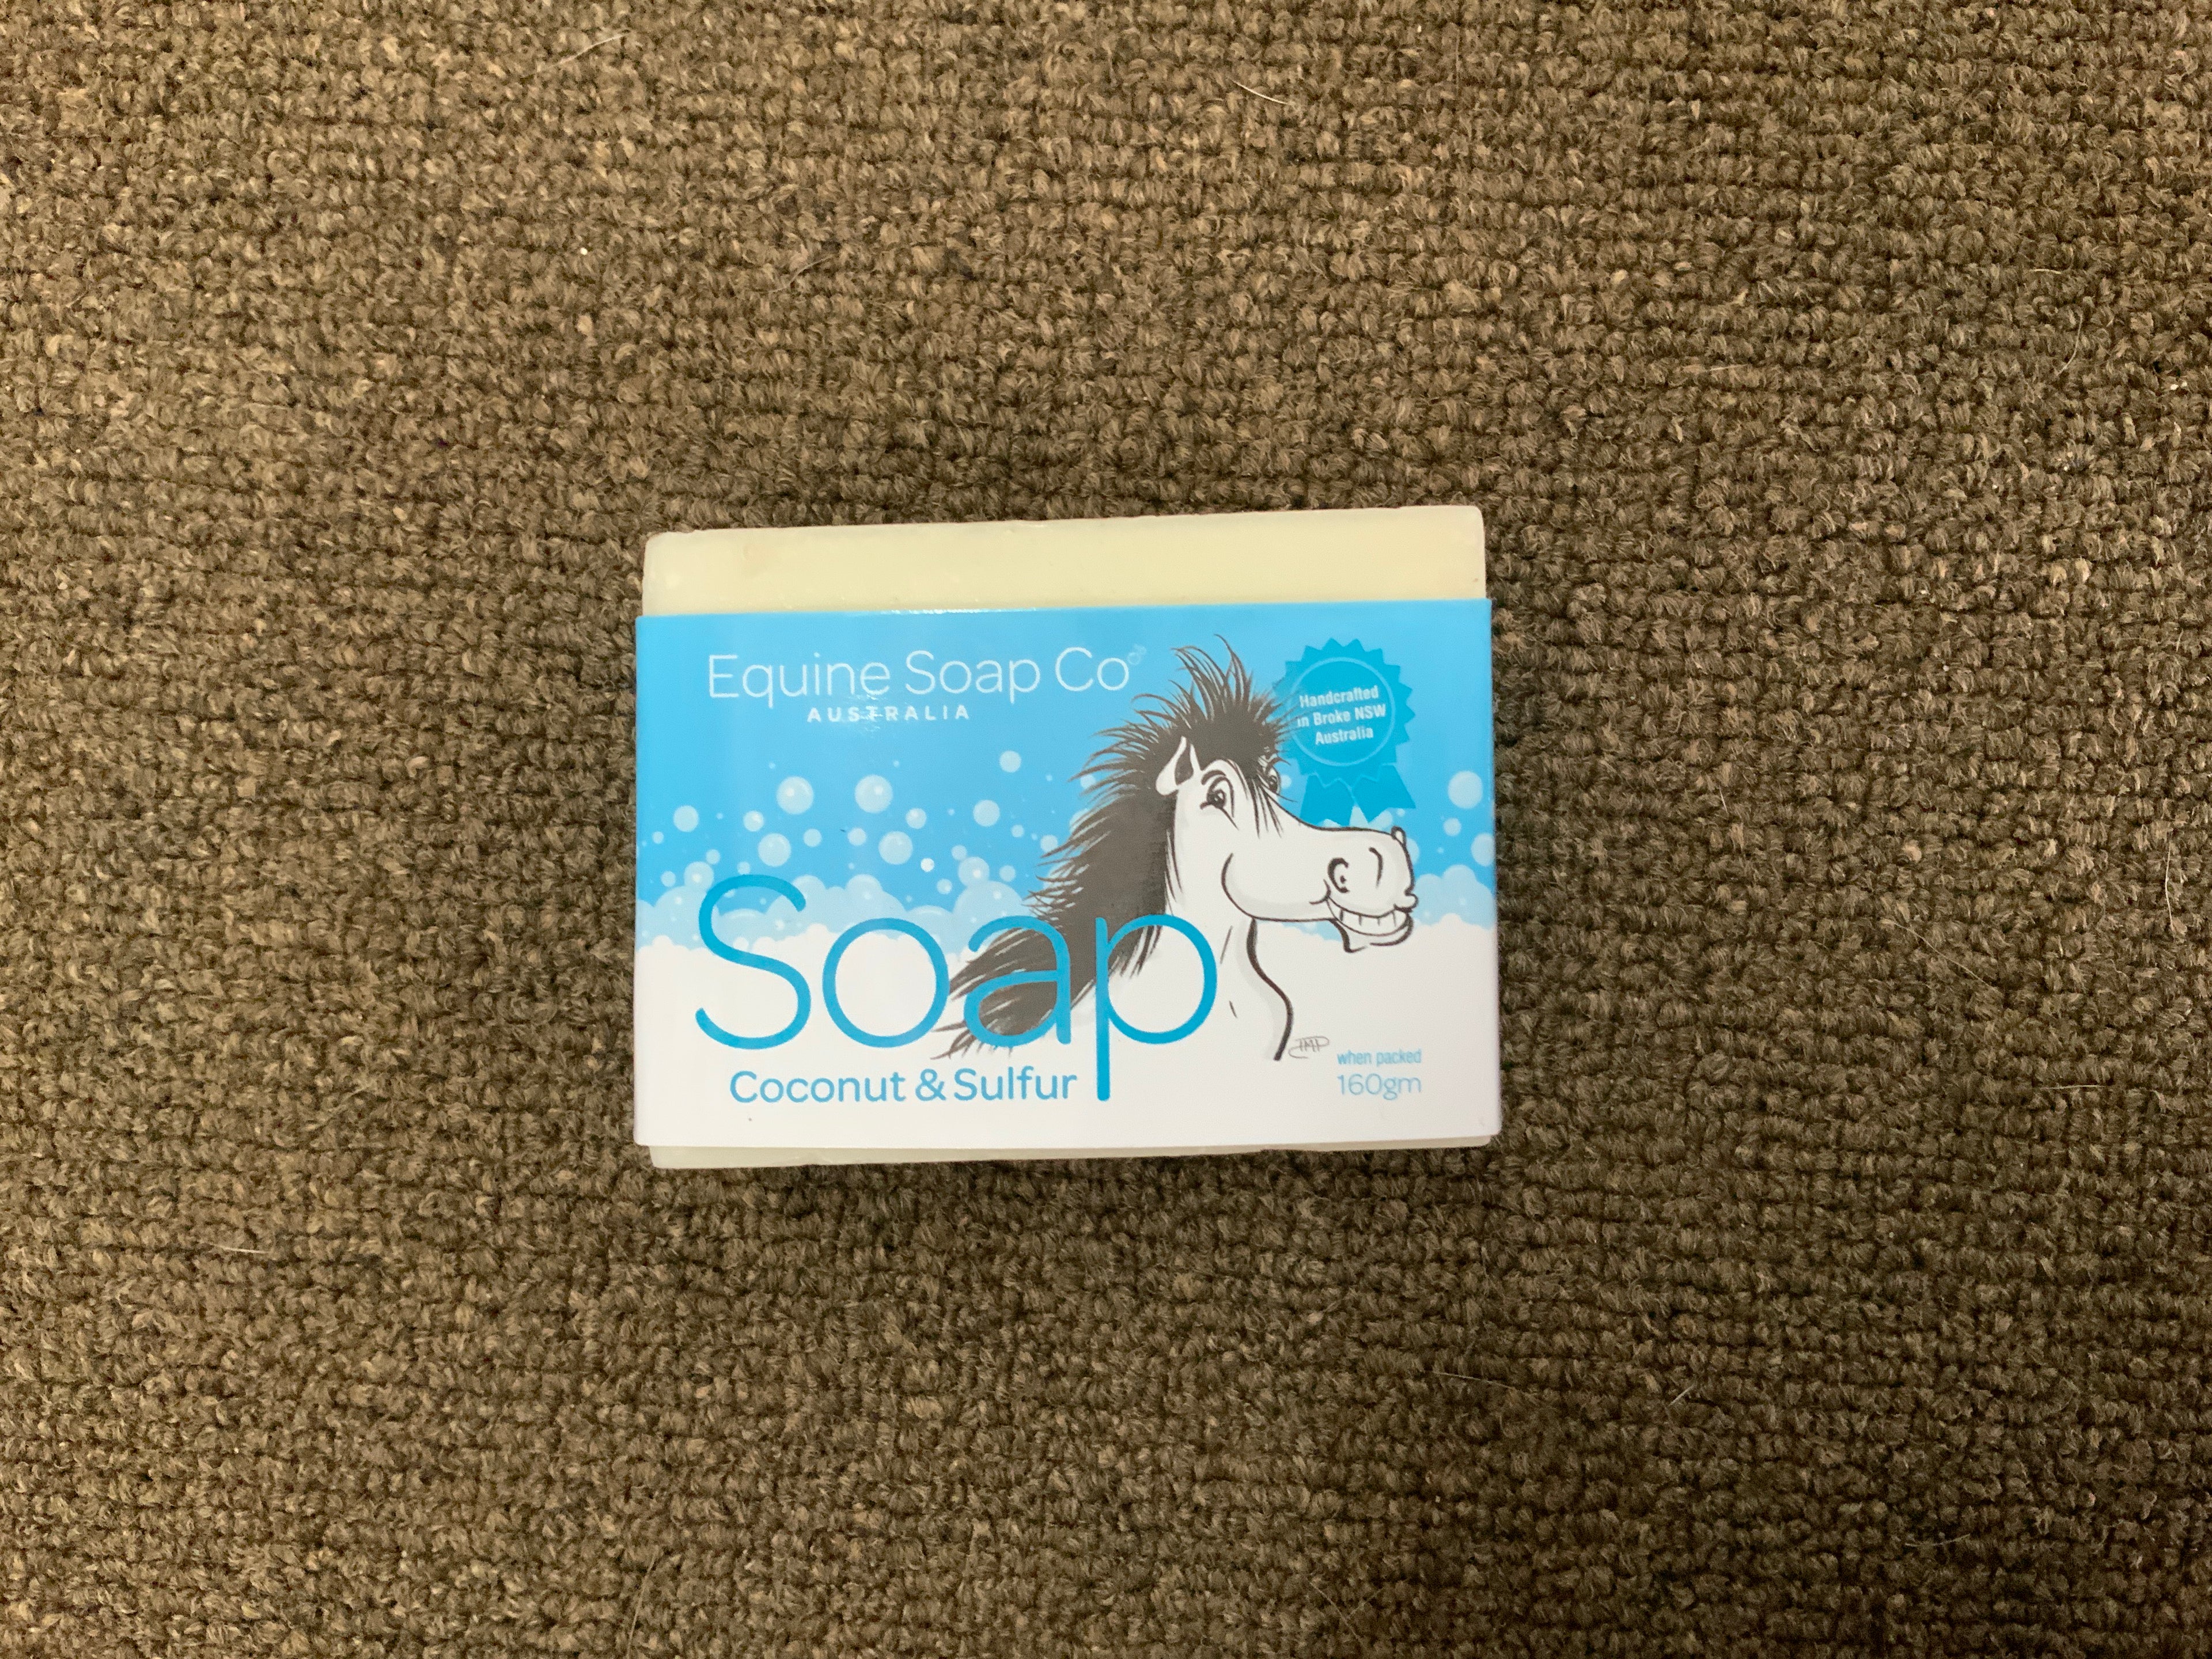 Equine Soap Co
AUSTRALIA
Handcrafted
in Broke NSW
Australia
Soap
Coconut & Sulfur
when packed
160gm